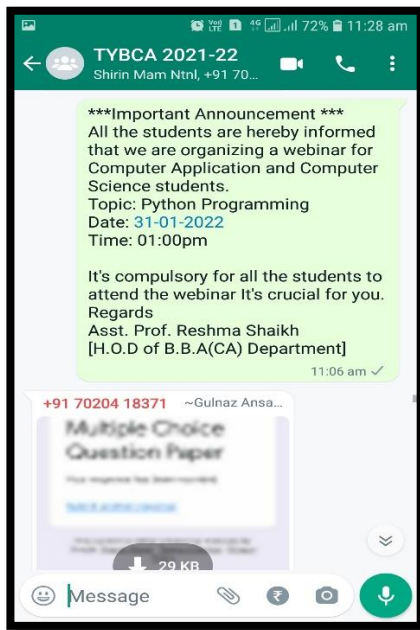 72% 11:28 am
TYBCA 2021-22
Shirin Mam Ntnl, +91 70...
***Important Announcement ***
All the students are hereby informed
that we are organizing a webinar for
Computer Application and Computer
Science students.
Topic: Python Programming
Date: 31-01-2022
Time: 01:00pm
It's compulsory for all the students to
attend the webinar It's crucial for you.
Regards
Asst. Prof. Reshma Shaikh
[H.O.D of B.B.A(CA) Department]
11:06 am
+91 70204 18371 ~Gulnaz Ansa...
Multiple Choice
Question Paper
29 KB
Message